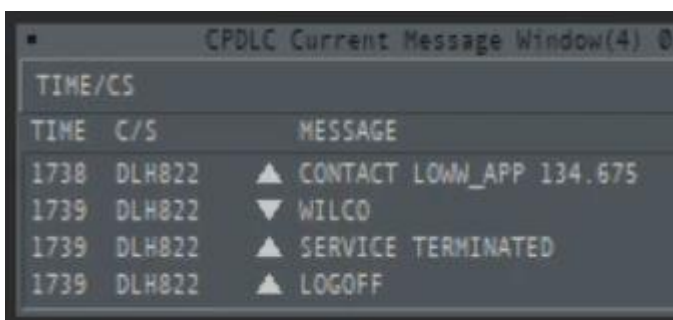 CPDLC Current Message Window(4) 0
TIME/CS
TIME C/S MESSAGE
1738 DLH822 ▲ CONTACT LOWW_APP 134.675
1739 DLH822 ▼ WILCO
1739 DLH822 ▲ SERVICE TERMINATED
1739 DLH822 ▲ LOGOFF